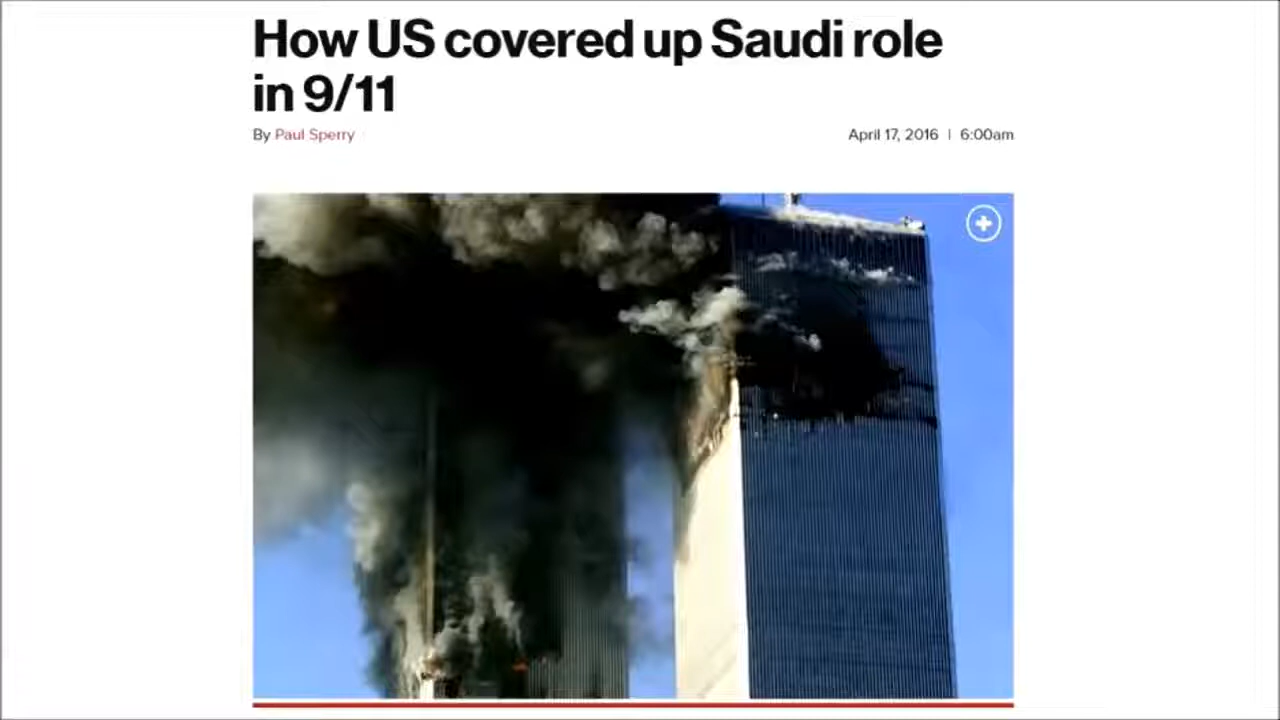 How US covered up Saudi role
in 9/11
By Paul Sperry
April 17, 2016 | 6:00am